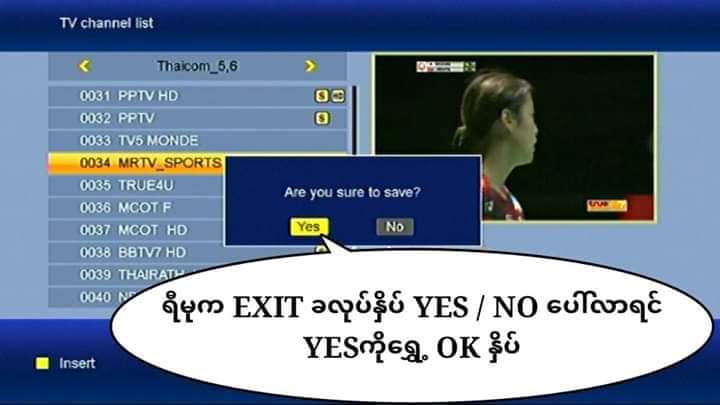 TV channel list
Thaicom_5,6
0031 PPTV HD
0032 PPTV
0033 TV5 MONDE
0034 MRTV_SPORTS
0035 TRUE4U
0036 MCOT F
0037 MCOT HD
0038 BBTV7 HD
0039 THAIRATH
0040
Are you sure to save?
Yes No
ရီမုက EXIT ခလုပ်နှိပ် YES / NO ပေါ်လာရင်
YESကိုရွှေ့ OK နှိပ်
Insert